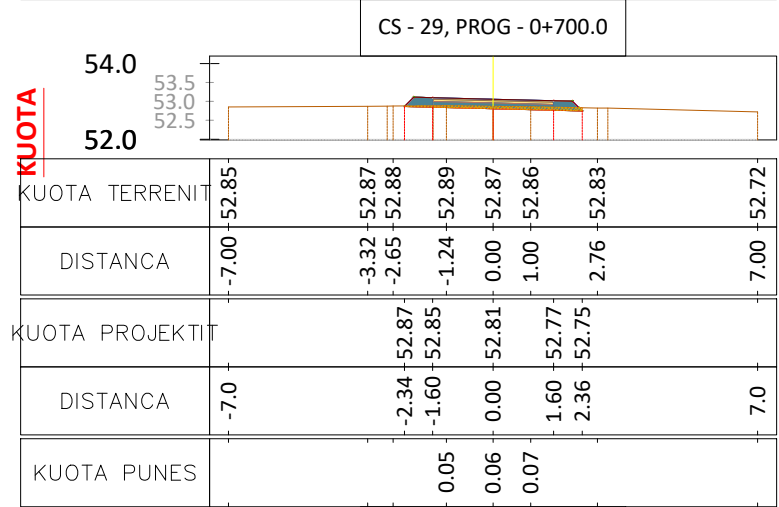 CS - 29, PROG - 0+700.0
KUOTA
54.0
53.5
53.0
52.5
52.0
KUOTA TERRENIT 52.85 52.87 52.88 52.89 52.87 52.86 52.83 52.72
DISTANCA -7.00 -3.32 -2.65 -1.24 0.00 1.00 2.76 7.00
KUOTA PROJEKTIT 52.87 52.85 52.81 52.77 52.75
DISTANCA -7.0 -2.34 -1.60 0.00 1.60 2.36 7.0
KUOTA PUNES 0.05 0.06 0.07